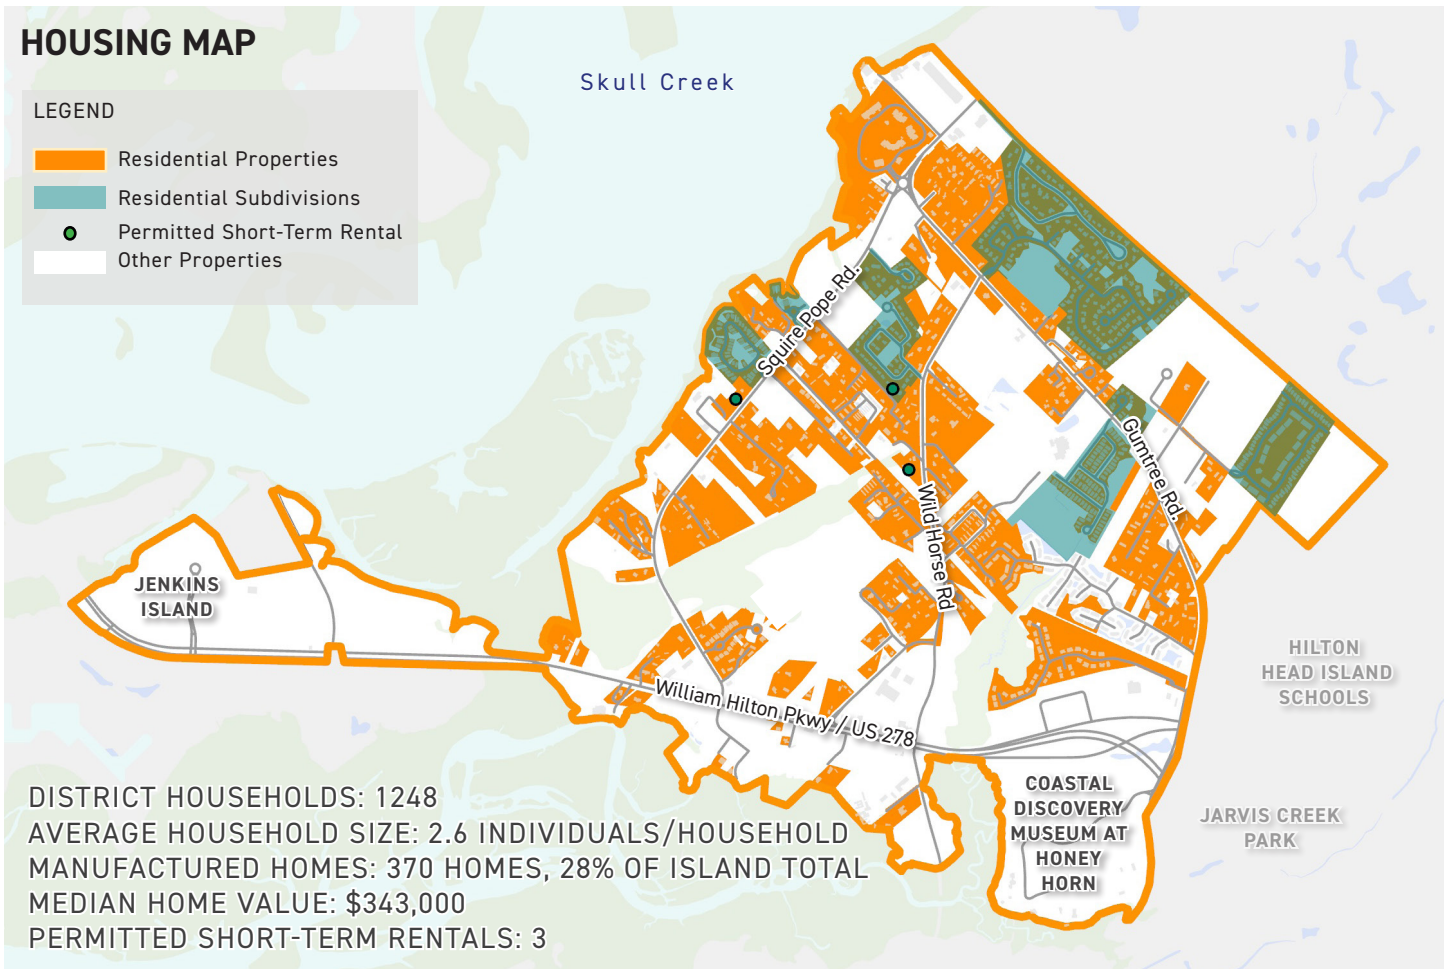 HOUSING MAP
LEGEND
Residential Properties
Residential Subdivisions
Permitted Short-Term Rental
Other Properties
Skull Creek
Squire Pope Rd.
Gumtree Rd.
Wild Horse Rd
JENKINS
ISLAND
William Hilton Pkwy / US 278
HILTON
HEAD ISLAND
SCHOOLS
COASTAL
DISCOVERY
MUSEUM AT
HONEY
HORN
JARVIS CREEK
PARK
DISTRICT HOUSEHOLDS: 1248
AVERAGE HOUSEHOLD SIZE: 2.6 INDIVIDUALS/HOUSEHOLD
MANUFACTURED HOMES: 370 HOMES, 28% OF ISLAND TOTAL
MEDIAN HOME VALUE: $343,000
PERMITTED SHORT-TERM RENTALS: 3